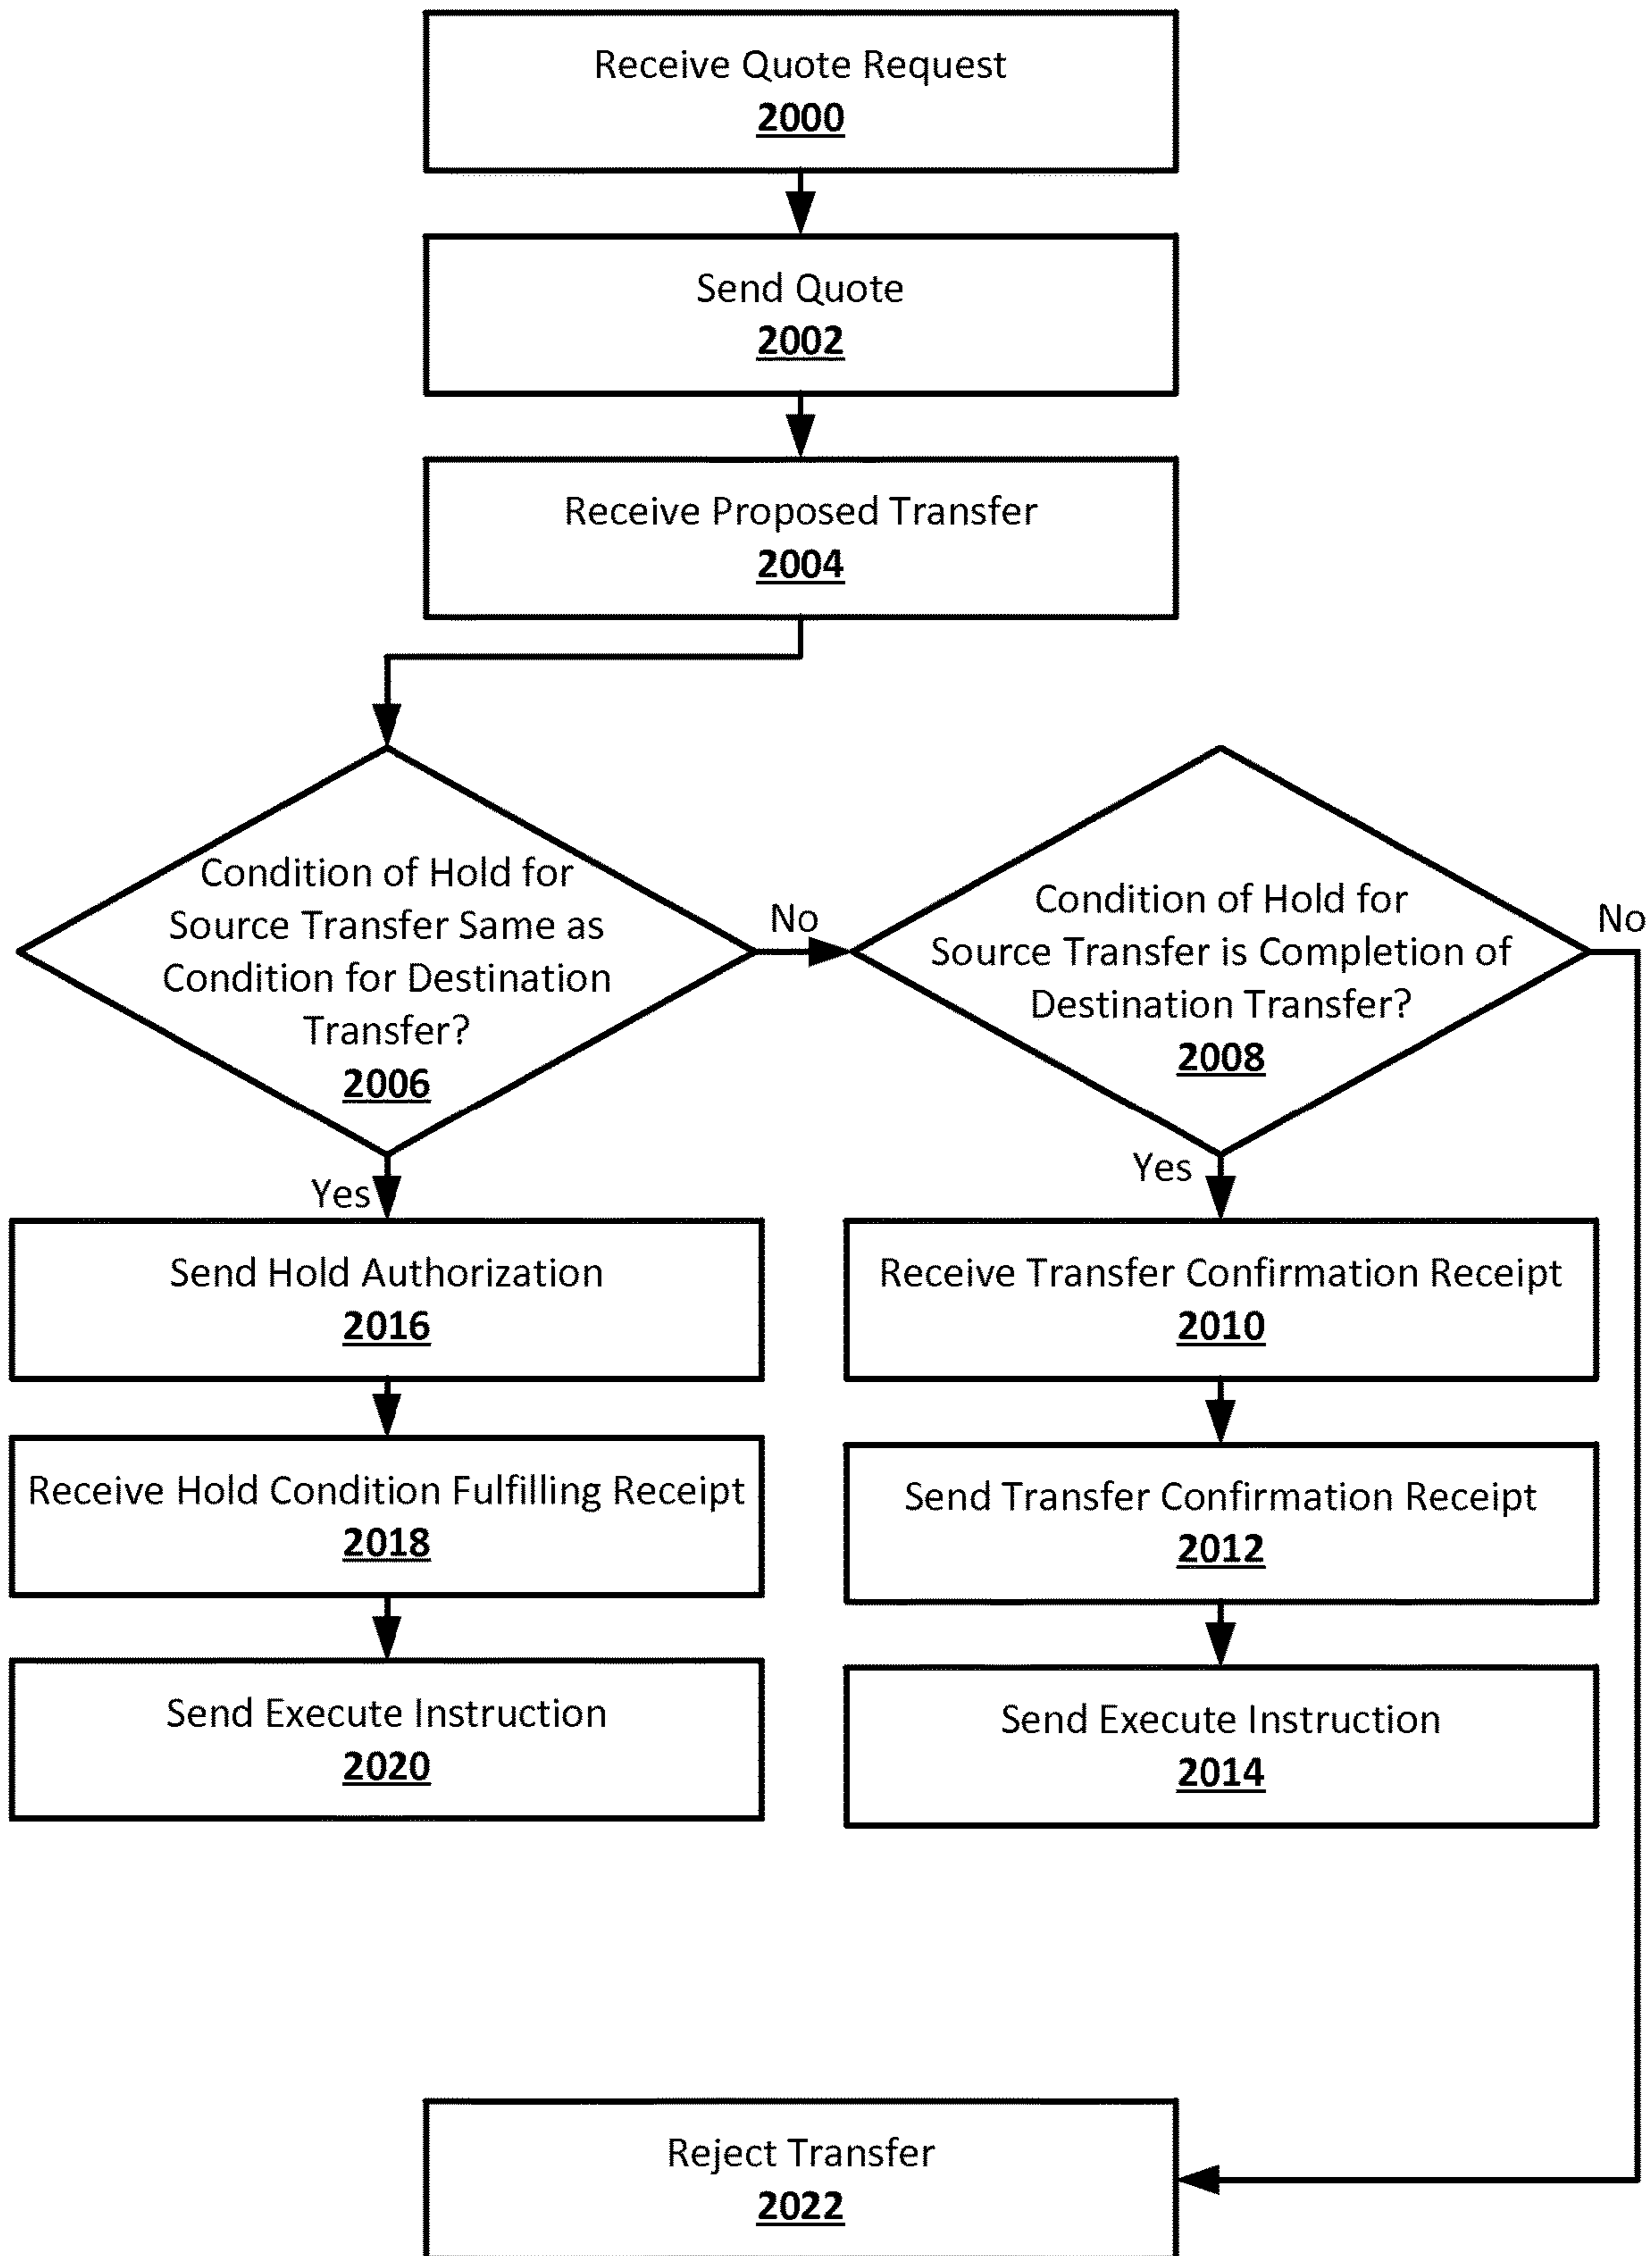 Receive Quote Request
2000
Send Quote
2002
Receive Proposed Transfer
2004
Condition of Hold for
Source Transfer Same as
Condition for Destination
Transfer?
2006
No
Condition of Hold for
Source Transfer is Completion of
Destination Transfer?
2008
No
Yes
Yes
Send Hold Authorization
2016
Receive Transfer Confirmation Receipt
2010
Receive Hold Condition Fulfilling Receipt
2018
Send Transfer Confirmation Receipt
2012
Send Execute Instruction
2020
Send Execute Instruction
2014
Reject Transfer
2022